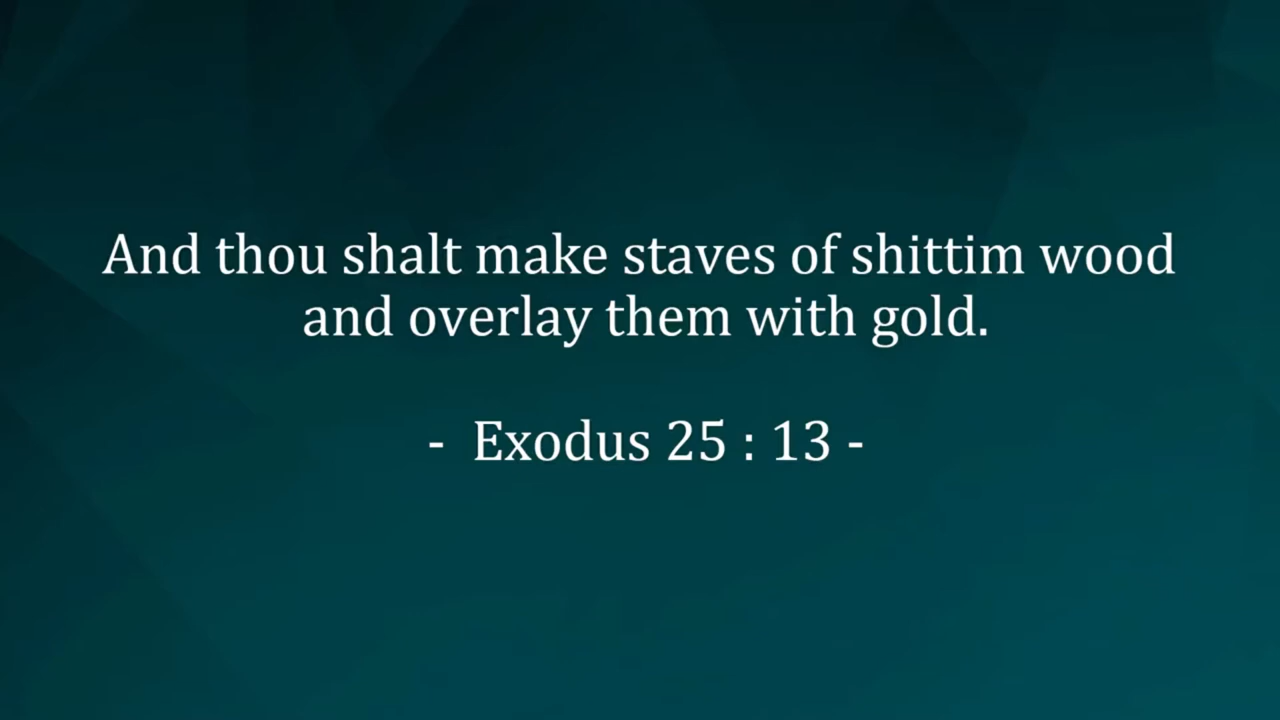 And thou shalt make staves of shittim wood
and overlay them with gold.
-  Exodus 25 : 13 -